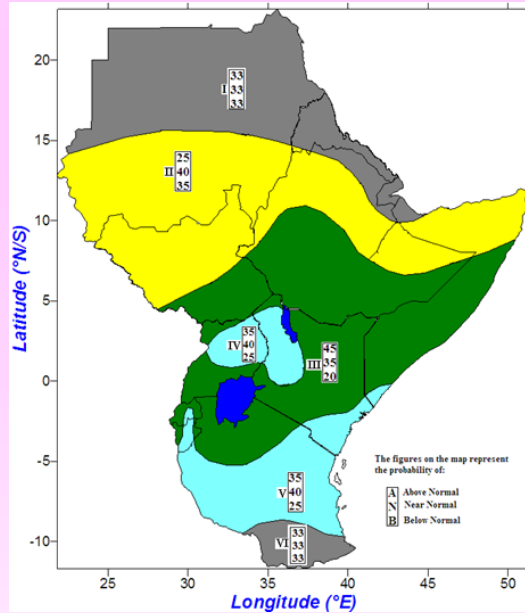 20
15
10
5
0
-5
-10
Latitude (°N/S)
I
33
33
33
II
25
40
35
IV
35
40
25
III
45
35
20
V
35
40
25
VI
33
33
33
The figures on the map represent
the probability of:
A Above Normal
N Near Normal
B Below Normal
25 30 35 40 45 50
Longitude (°E)